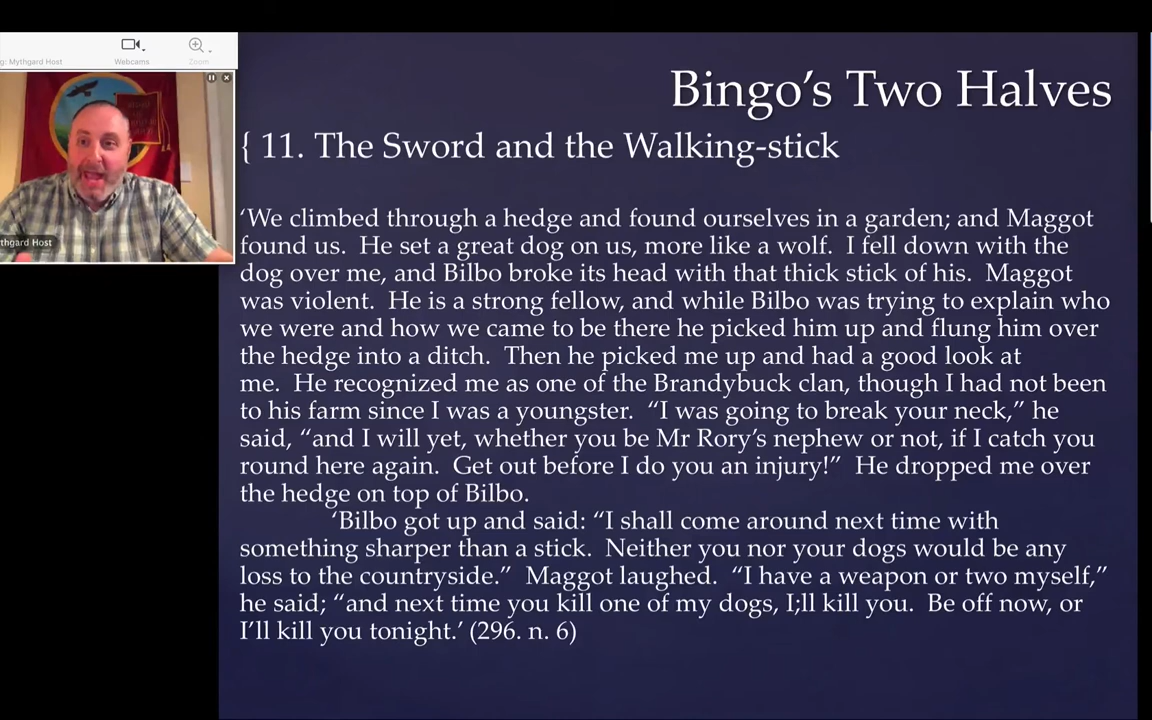 g: Mythgard Host
Webcams
Zoom
thgard Host
Bingo's Two Halves
{ 11. The Sword and the Walking-stick
'We climbed through a hedge and found ourselves in a garden; and Maggot
found us. He set a great dog on us, more like a wolf. I fell down with the
dog over me, and Bilbo broke its head with that thick stick of his. Maggot
was violent. He is a strong fellow, and while Bilbo was trying to explain who
we were and how we came to be there he picked him up and flung him over
the hedge into a ditch. Then he picked me up and had a good look at
me. He recognized me as one of the Brandybuck clan, though I had not been
to his farm since I was a youngster. "I was going to break your neck," he
said, "and I will yet, whether you be Mr Rory's nephew or not, if I catch you
round here again. Get out before I do you an injury!" He dropped me over
the hedge on top of Bilbo.
'Bilbo got up and said: "I shall come around next time with
something sharper than a stick. Neither you nor your dogs would be any
loss to the countryside." Maggot laughed. "I have a weapon or two myself,"
he said; "and next time you kill one of my dogs, I;ll kill you. Be off now, or
I'll kill you tonight.' (296. n. 6)